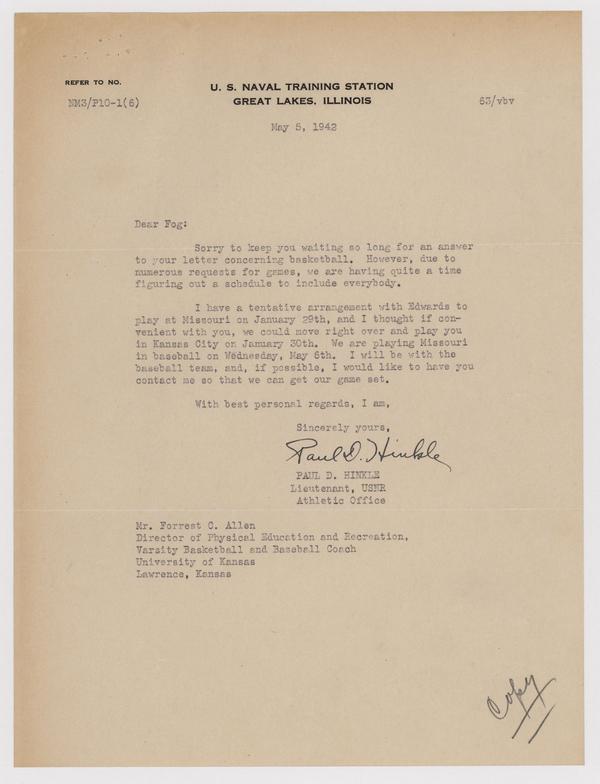 REFER TO NO.
U. S. NAVAL TRAINING STATION
GREAT LAKES, ILLINOIS
NM3/P10-1(6)
63/vbv
May 5, 1942
Dear Fog:
Sorry to keep you waiting so long for an answer
to your letter concerning basketball. However, due to
numerous requests for games, we are having quite a time
figuring out a schedule to include everybody.
I have a tentative arrangement with Edwards to
play at Missouri on January 29th, and I thought if con-
venient with you, we could move right over and play you
in Kansas City on January 30th. We are playing Missouri
in baseball on Wednesday, May 6th. I will be with the
baseball team, and, if possible, I would like to have you
contact me so that we can get our game set.
With best personal regards, I am,
Sincerely yours,
Paul D. Hinkle
PAUL D. HINKLE
Lieutenant, USNR
Athletic Office
Mr. Forrest C. Allen
Director of Physical Education and Recreation,
Varsity Basketball and Baseball Coach
University of Kansas
Lawrence, Kansas
Copy